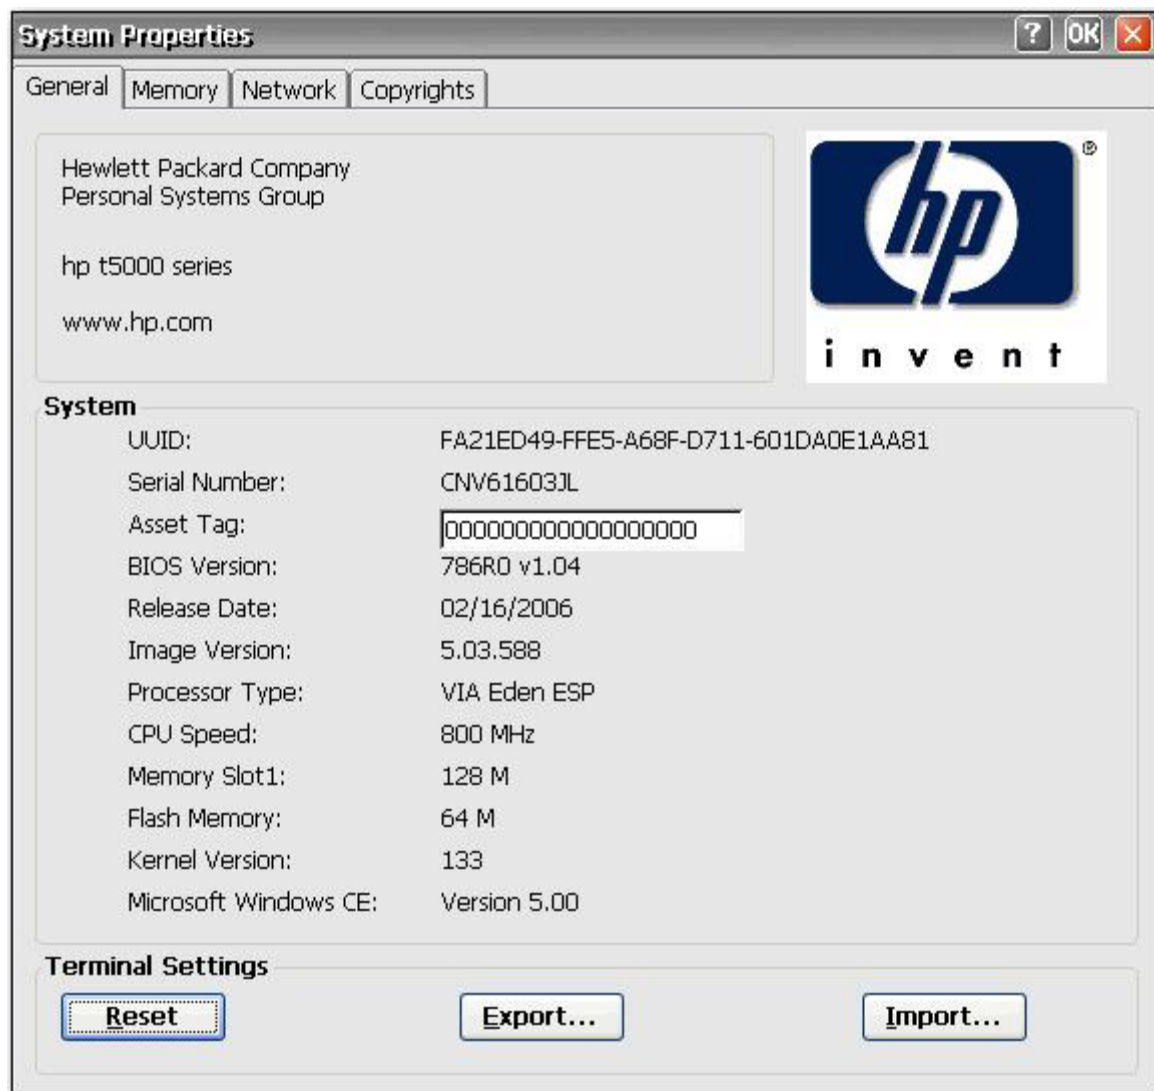 System Properties ? OK X
General Memory Network Copyrights
Hewlett Packard Company
Personal Systems Group
hp t5000 series
www.hp.com
hp ®
invent
System
UUID: FA21ED49-FFE5-A68F-D711-601DA0E1AA81
Serial Number: CNV61603JL
Asset Tag: 000000000000000000
BIOS Version: 786R0 v1.04
Release Date: 02/16/2006
Image Version: 5.03.588
Processor Type: VIA Eden ESP
CPU Speed: 800 MHz
Memory Slot1: 128 M
Flash Memory: 64 M
Kernel Version: 133
Microsoft Windows CE: Version 5.00
Terminal Settings
Reset Export... Import...